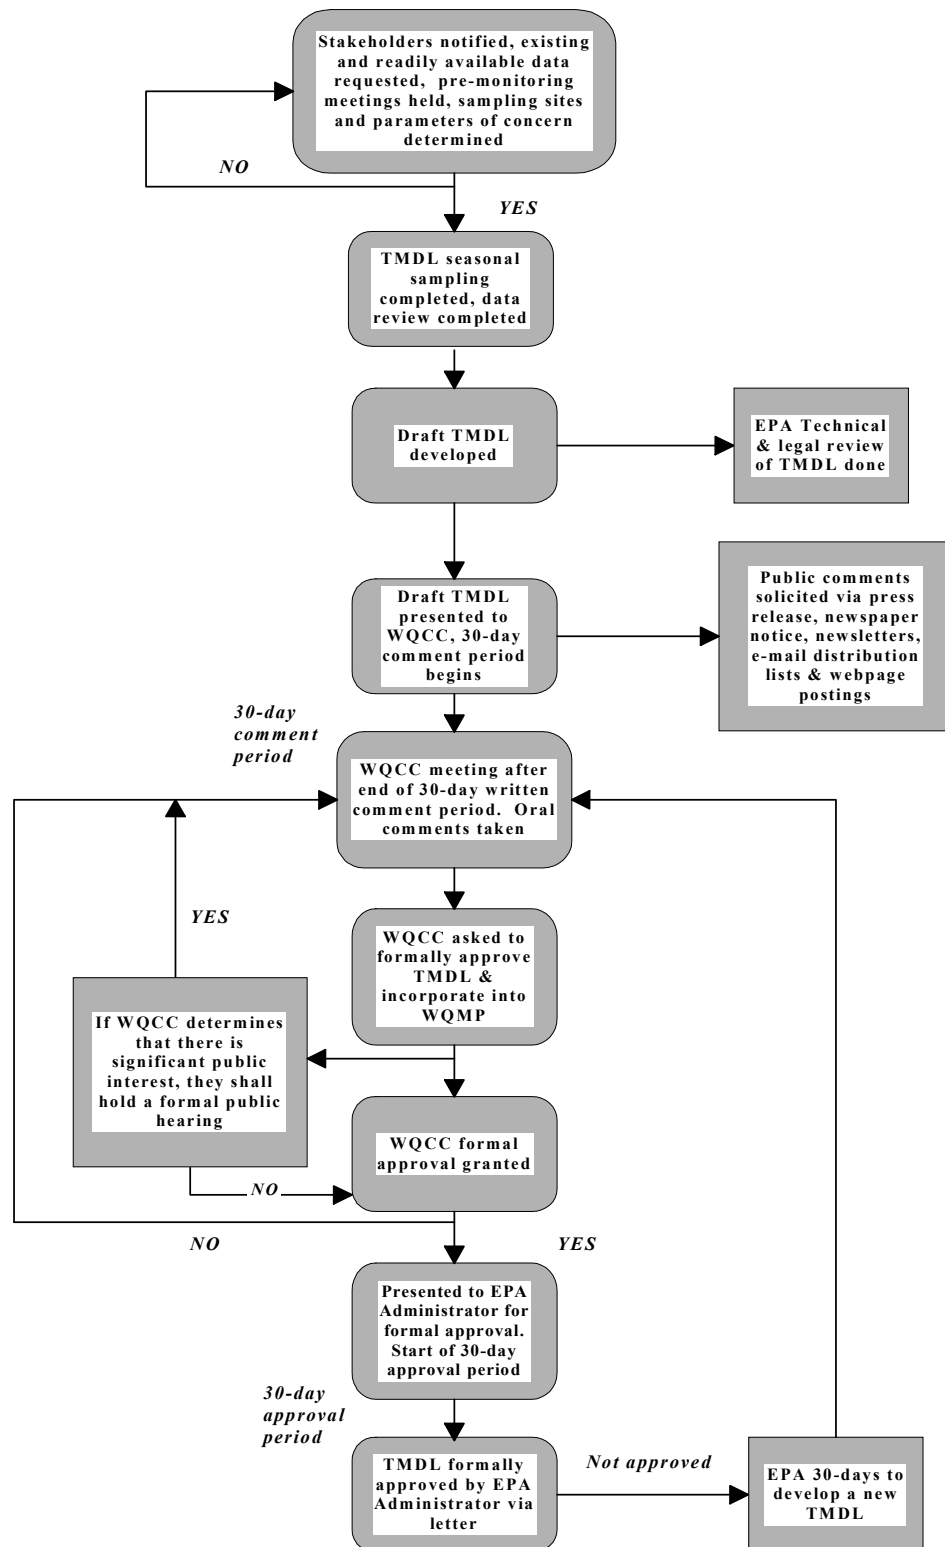 Stakeholders notified, existing
and readily available data
requested, pre-monitoring
meetings held, sampling sites
and parameters of concern
determined
NO
YES
TMDL seasonal
sampling
completed, data
review completed
Draft TMDL
developed
EPA Technical
& legal review
of TMDL done
Draft TMDL
presented to
WQCC, 30-day
comment period
begins
Public comments
solicited via press
release, newspaper
notice, newsletters,
e-mail distribution
lists & webpage
postings
30-day
comment
period
WQCC meeting after
end of 30-day written
comment period. Oral
comments taken
YES
WQCC asked to
formally approve
TMDL &
incorporate into
WQMP
If WQCC determines
that there is
significant public
interest, they shall
hold a formal public
hearing
WQCC formal
approval granted
NO
NO
YES
Presented to EPA
Administrator for
formal approval.
Start of 30-day
approval period
30-day
approval
period
TMDL formally
approved by EPA
Administrator via
letter
Not approved
EPA 30-days to
develop a new
TMDL